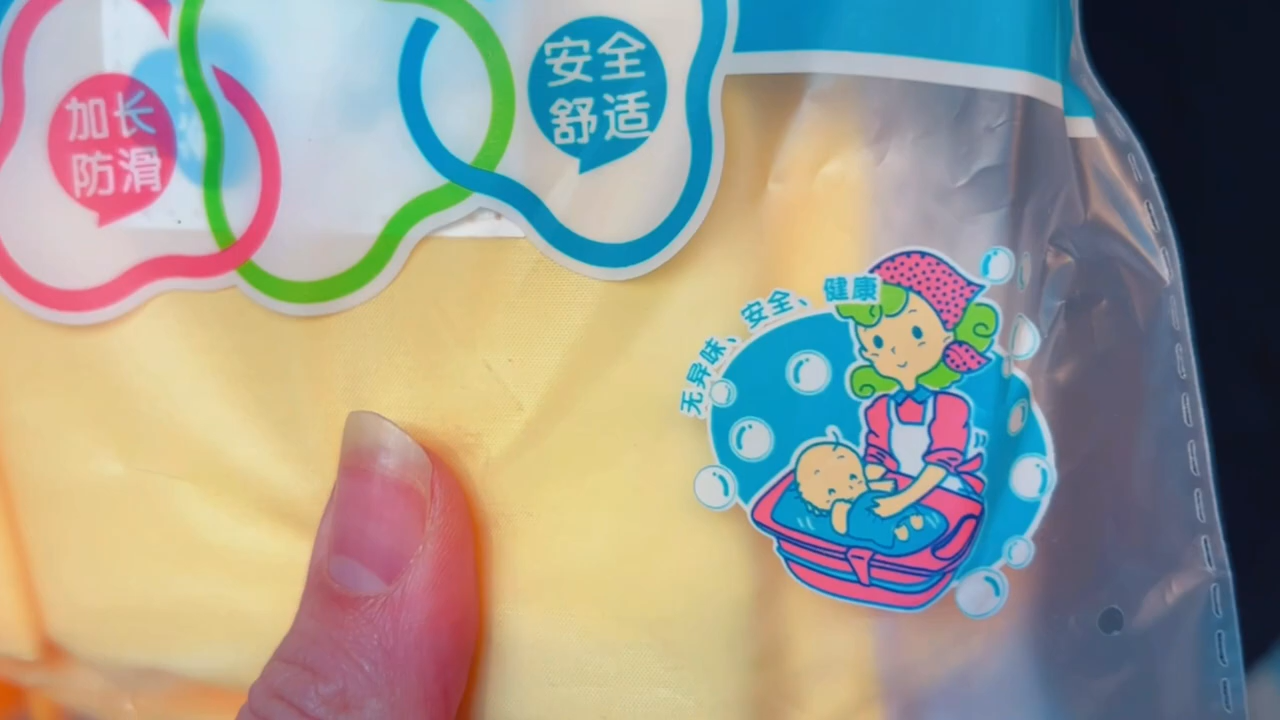 加长
防滑
安全
舒适
无异味、安全、健康